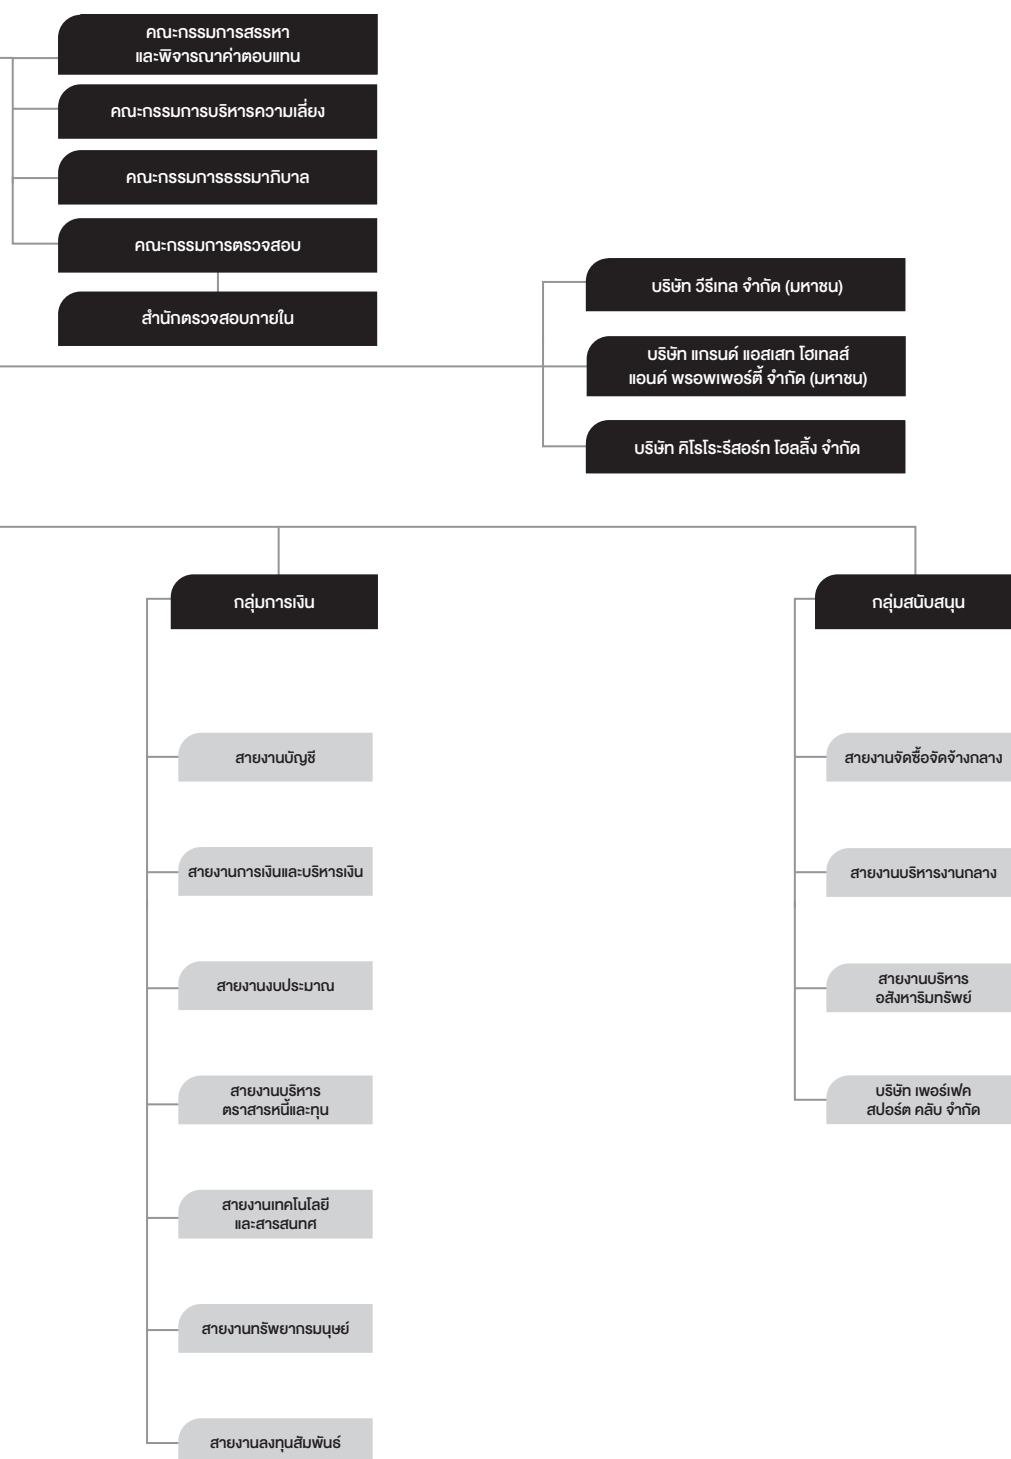 คณะกรรมการสรรหา
และพิจารณาค่าตอบแทน
คณะกรรมการบริหารความเสี่ยง
คณะกรรมการธรรมาภิบาล
คณะกรรมการตรวจสอบ
สำนักตรวจสอบภายใน
บริษัท วีรีเทล จำกัด (มหาชน)
บริษัท แกรนด์ แอสเสท โฮเทลส์
แอนด์ พรอพเพอร์ตี้ จำกัด (มหาชน)
บริษัท คิโรโระรีสอร์ท โฮลลิ้ง จำกัด
กลุ่มการเงิน
สายงานบัญชี
สายงานการเงินและบริหารเงิน
สายงานงบประมาณ
สายงานบริหาร
ตราสารหนี้และทุน
สายงานเทคโนโลยี
และสารสนทศ
สายงานทรัพยากรมนุษย์
สายงานลงทุนสัมพันธ์
กลุ่มสนับสนุน
สายงานจัดซื้อจัดจ้างกลาง
สายงานบริหารงานกลาง
สายงานบริหาร
อสังหาริมทรัพย์
บริษัท เพอร์เฟค
สปอร์ต คลับ จำกัด